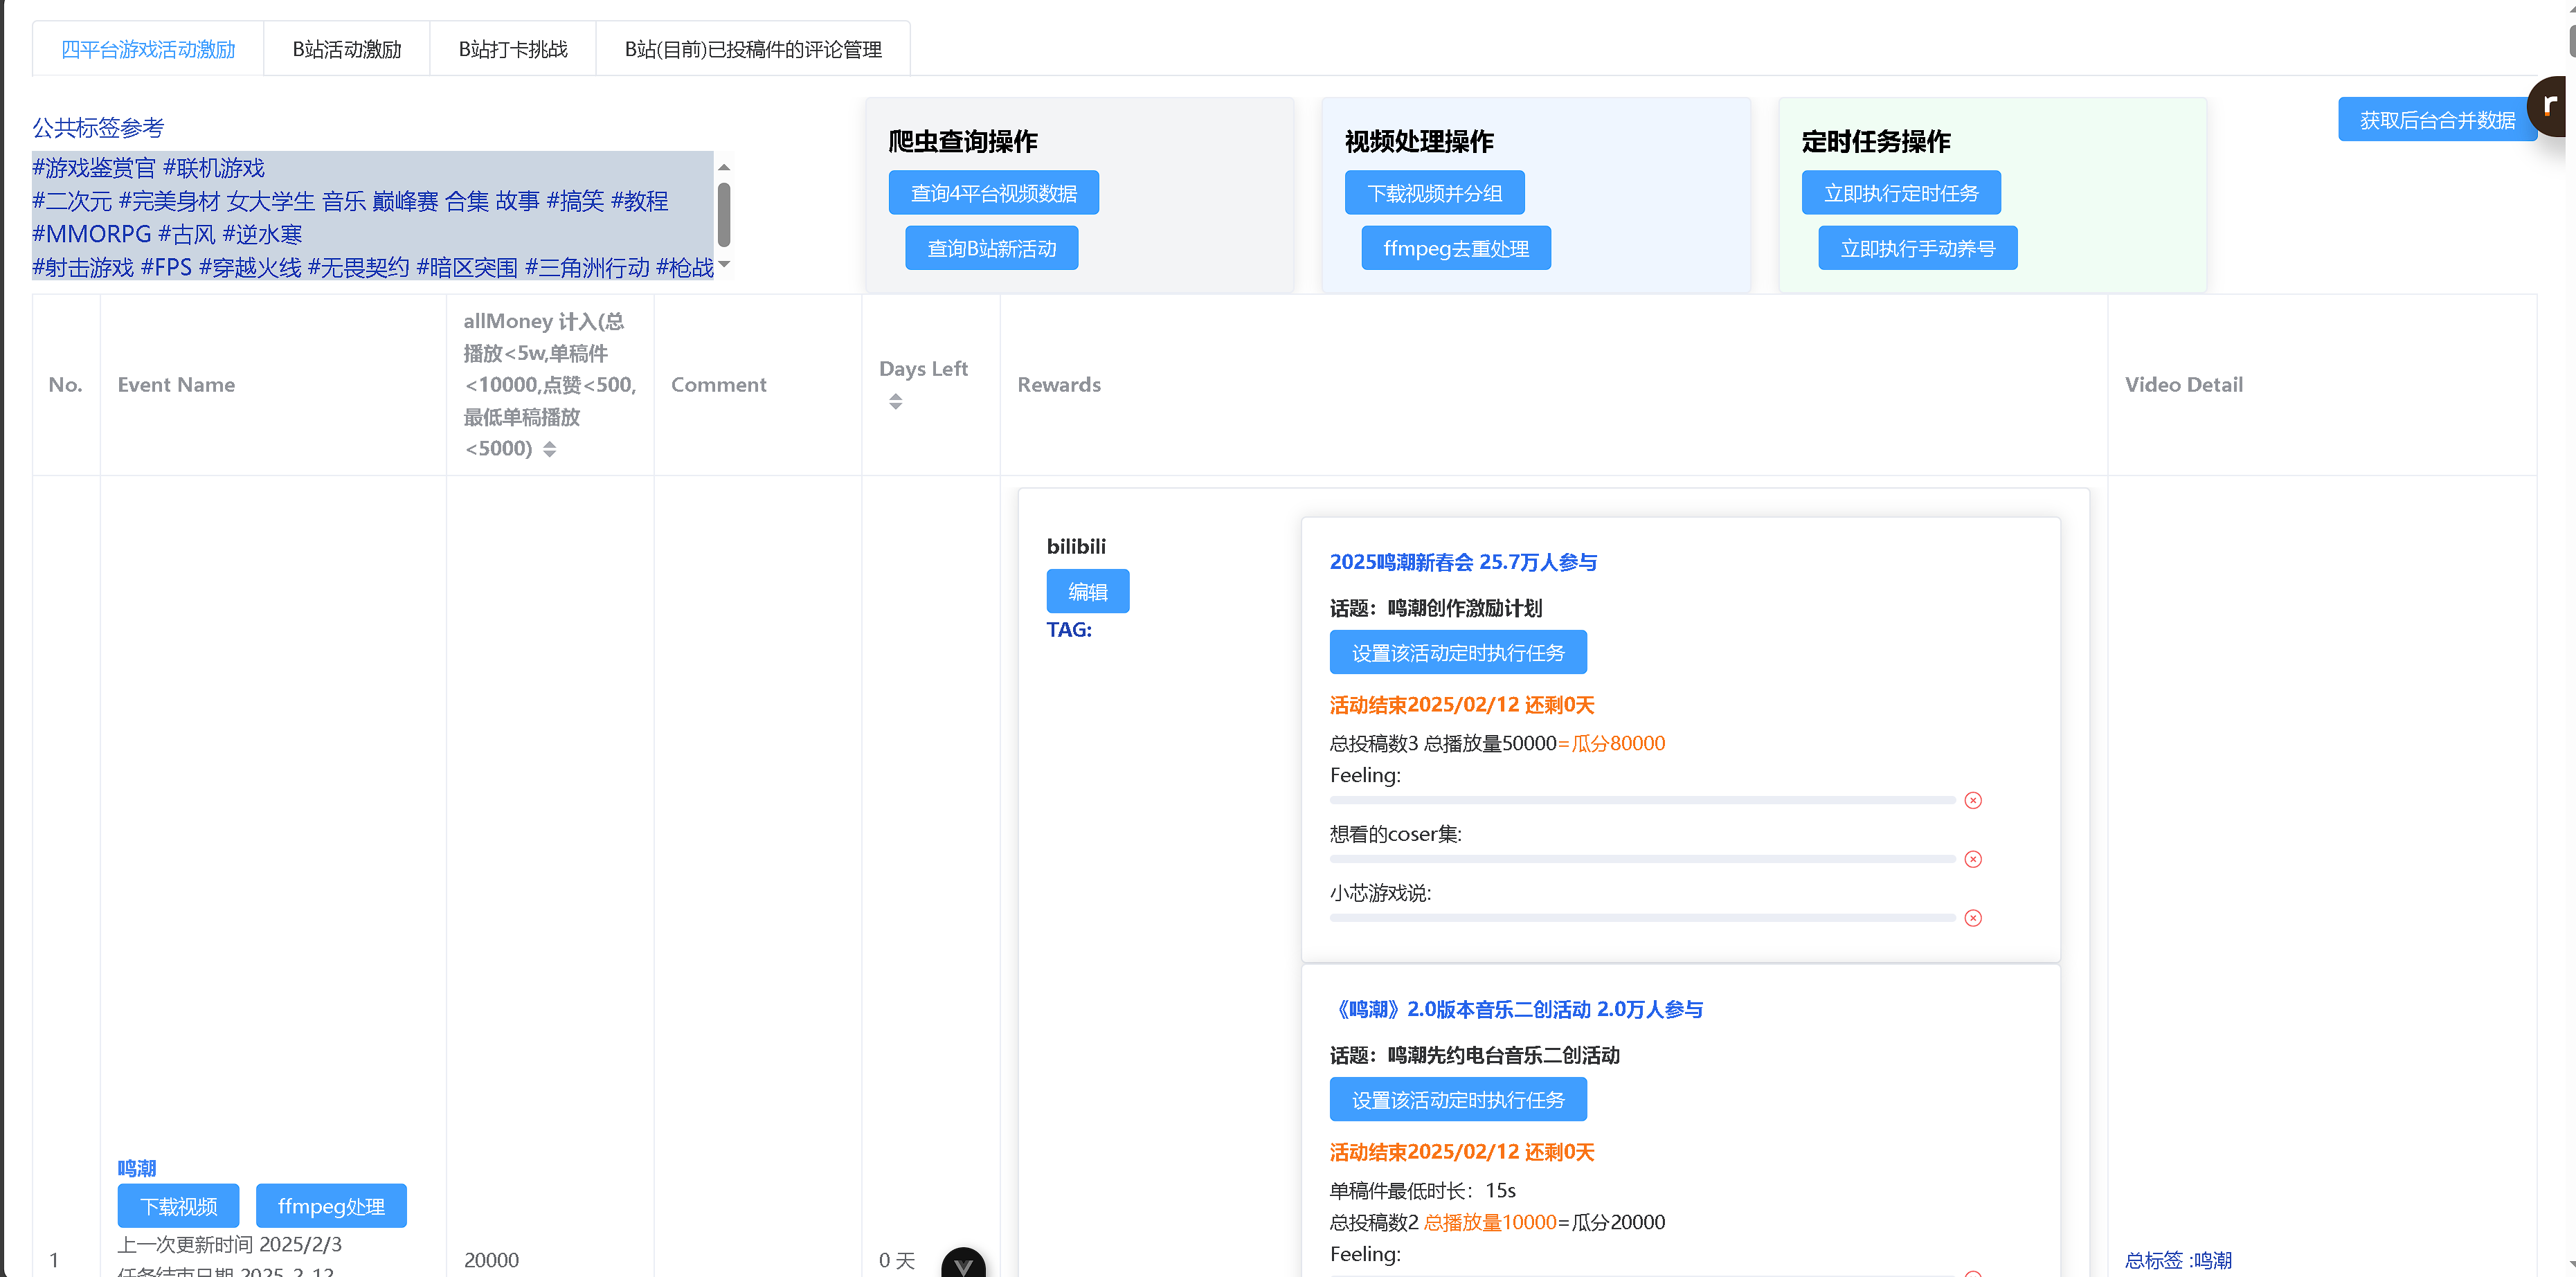 四平台游戏活动激励
B站活动激励
B站打卡挑战
B站(目前)已投稿件的评论管理
公共标签参考
#游戏鉴赏官 #联机游戏
#二次元 #完美身材 女大学生 音乐 巅峰赛 合集 故事 #搞笑 #教程
#MMORPG #古风 #逆水寒
#射击游戏 #FPS #穿越火线 #无畏契约 #暗区突围 #三角洲行动 #枪战
爬虫查询操作
查询4平台视频数据
查询B站新活动
视频处理操作
下载视频并分组
ffmpeg去重处理
定时任务操作
立即执行定时任务
立即执行手动养号
获取后台合并数据
r
No.
Event Name
allMoney 计入(总
播放<5w,单稿件
<10000,点赞<500,
最低单稿播放
<5000)
Comment
Days Left
Rewards
Video Detail
bilibili
编辑
TAG:
2025鸣潮新春会 25.7万人参与
话题：鸣潮创作激励计划
设置该活动定时执行任务
活动结束2025/02/12 还剩0天
总投稿数3 总播放量50000=瓜分80000
Feeling:
想看的coser集:
小芯游戏说:
《鸣潮》2.0版本音乐二创活动 2.0万人参与
话题：鸣潮先约电台音乐二创活动
设置该活动定时执行任务
活动结束2025/02/12 还剩0天
单稿件最低时长：15s
总投稿数2 总播放量10000=瓜分20000
Feeling:
鸣潮
下载视频
ffmpeg处理
上一次更新时间 2025/2/3
任务结束日期 2025-2-12
1
20000
0 天
总标签 :鸣潮